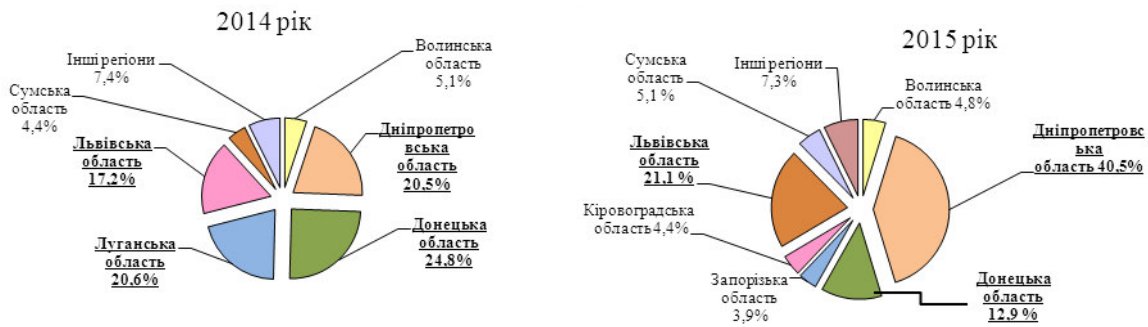 2014 рік
Інші регіони
7,4%
Волинська
область
5,1%
Сумська
область
4,4%
Дніпропетро
вська
область
20,5%
Львівська
область
17,2%
Луганська
область
20,6%
Донецька
область
24,8%
2015 рік
Сумська
область
5,1%
Інші регіони
7,3%
Волинська
область 4,8%
Дніпропетровс
ька
область 40,5%
Львівська
область
21,1 %
Кіровоградська
область 4,4%
Запорізька
область
3,9%
Донецька
область
12,9 %